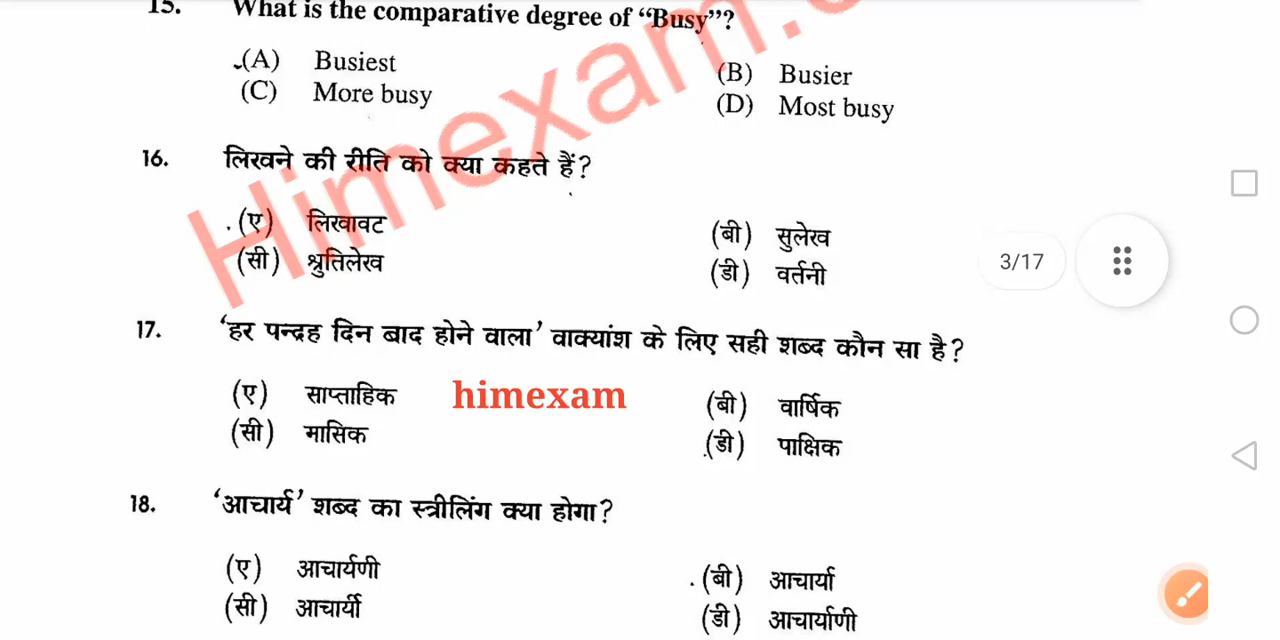 15. What is the comparative degree of “Busy”?
(A) Busiest (B) Busier
(C) More busy (D) Most busy
16. लिखने की रीति को क्या कहते हैं?
(ए) लिखावट (बी) सुलेख
(सी) श्रुतिलेख (डी) वर्तनी
17. ‘हर पन्द्रह दिन बाद होने वाला’ वाक्यांश के लिए सही शब्द कौन सा है?
(ए) साप्ताहिक himexam (बी) वार्षिक
(सी) मासिक (डी) पाक्षिक
18. ‘आचार्य’ शब्द का स्त्रीलिंग क्या होगा?
(ए) आचार्यणी (बी) आचार्या
(सी) आचार्यी (डी) आचार्याणी
Himexam.
3/17